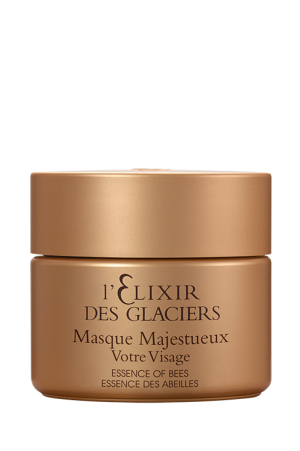 l'Elixir
des Glaciers
Masque Majestueux
Votre Visage
ESSENCE OF BEES
ESSENCE DES ABEILLES